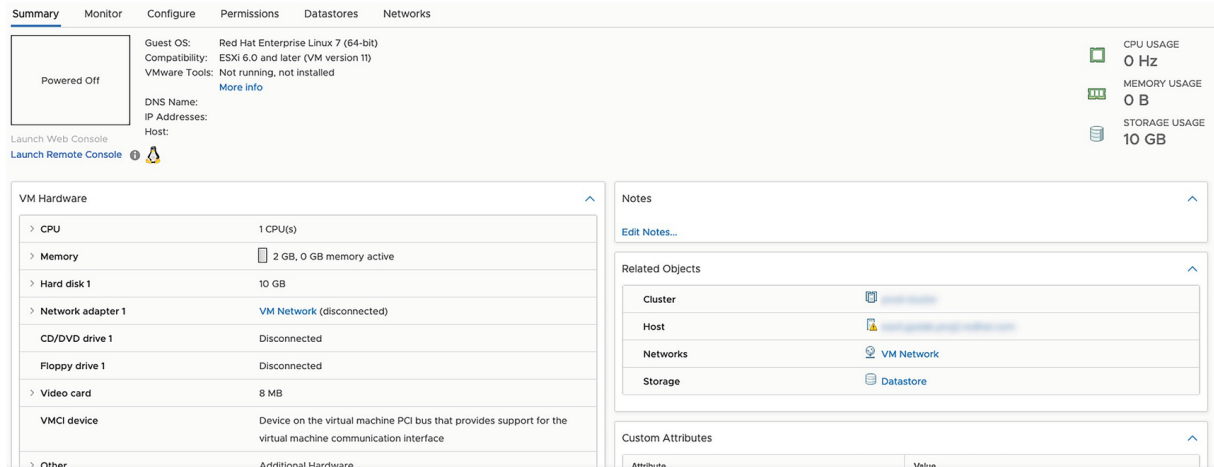 Summary Monitor Configure Permissions Datastores Networks
Powered Off
Launch Web Console
Launch Remote Console
Guest OS: Red Hat Enterprise Linux 7 (64-bit)
Compatibility: ESXi 6.0 and later (VM version 11)
VMware Tools: Not running, not installed
More info
DNS Name:
IP Addresses:
Host:
CPU USAGE
0 Hz
MEMORY USAGE
0 B
STORAGE USAGE
10 GB
VM Hardware
CPU 1 CPU(s)
Memory 2 GB, 0 GB memory active
Hard disk 1 10 GB
Network adapter 1 VM Network (disconnected)
CD/DVD drive 1 Disconnected
Floppy drive 1 Disconnected
Video card 8 MB
VMCI device Device on the virtual machine PCI bus that provides support for the
virtual machine communication interface
Other Additional Hardware
Notes
Edit Notes...
Related Objects
Cluster
Host
Networks VM Network
Storage Datastore
Custom Attributes
Attribute Value